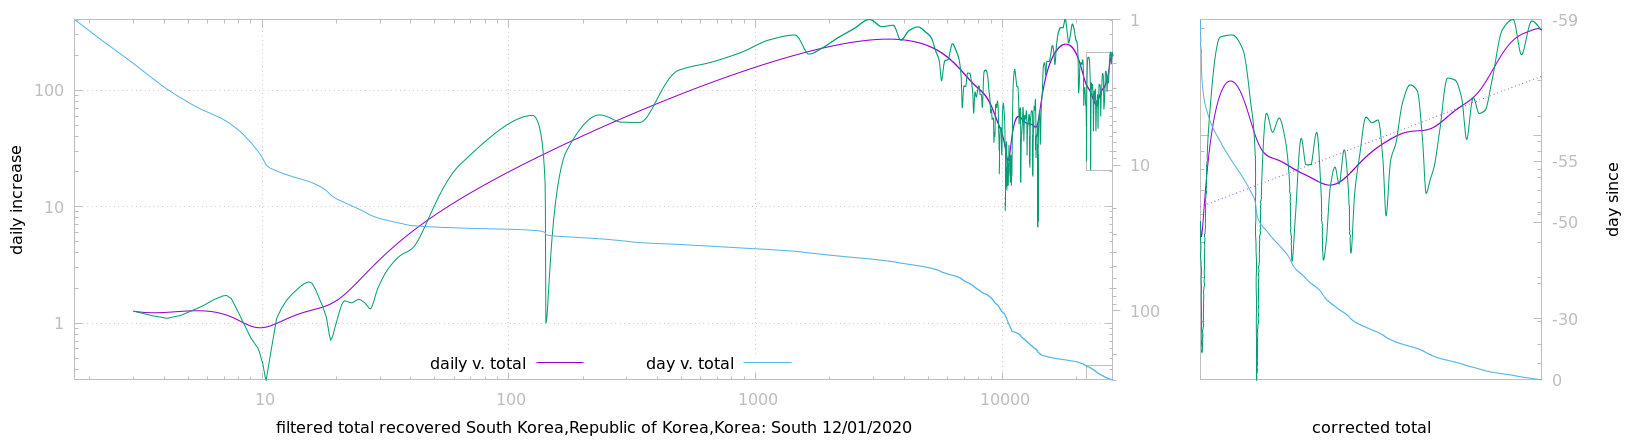 daily increase
100
10
1
10
100
1000
10000
1
10
100
daily v. total
day v. total
filtered total recovered South Korea,Republic of Korea,Korea: South 12/01/2020
-59
-55
-50
-30
0
day since
corrected total